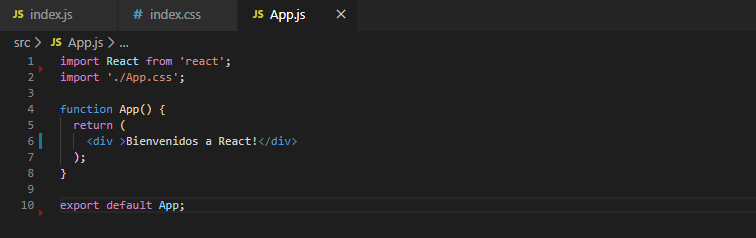 JS index.js # index.css JS App.js ×
src > JS App.js > ...
1 import React from 'react';
2 import './App.css';
3
4 function App() {
5 return (
6 <div >Bienvenidos a React!</div>
7 );
8 }
9
10 export default App;